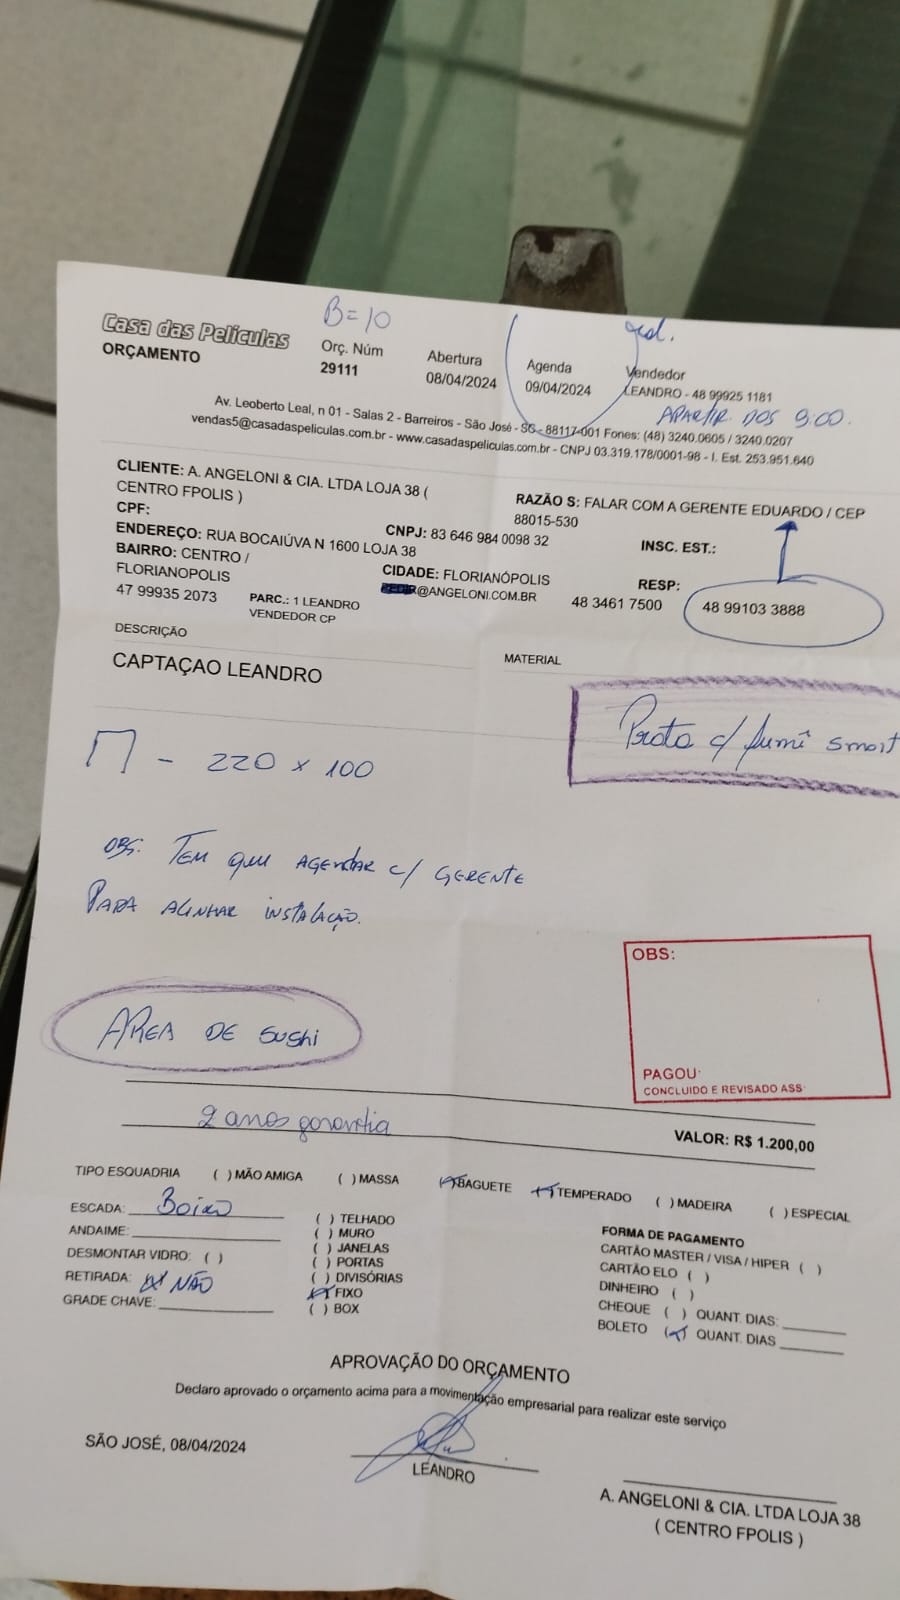 B=10
Casa das Películas
ORÇAMENTO
Orç. Núm
29111
Abertura
08/04/2024
Agenda
09/04/2024
Vendedor
LEANDRO - 48 99925 1181
APARTIR DOS 9:00.
Av. Leoberto Leal, n 01 - Salas 2 - Barreiros - São José - SC - 88117-001 Fones: (48) 3240.0605 / 3240.0207
vendas5@casadaspeliculas.com.br - www.casadaspeliculas.com.br - CNPJ 03.319.178/0001-98 - I. Est. 253.951.640
CLIENTE: A. ANGELONI & CIA. LTDA LOJA 38 (
CENTRO FPOLIS )
RAZÃO S: FALAR COM A GERENTE EDUARDO / CEP
88015-530
CPF:
CNPJ: 83 646 984 0098 32
INSC. EST.:
ENDEREÇO: RUA BOCAIÚVA N 1600 LOJA 38
BAIRRO: CENTRO /
FLORIANOPOLIS
CIDADE: FLORIANÓPOLIS
RESP:
@ANGELONI.COM.BR
47 99935 2073
PARC.: 1 LEANDRO
VENDEDOR CP
48 3461 7500
48 99103 3888
DESCRIÇÃO
MATERIAL
CAPTAÇAO LEANDRO
Prata c/ fumê smart
- 220 x 100
OBS: TEM QUE AGENDAR c/ GERENTE
PARA ALINHAR INSTALAÇÃO.
OBS:
AREA DE SUSHI
PAGOU:
CONCLUIDO E REVISADO ASS:
2 anos garantia
VALOR: R$ 1.200,00
TIPO ESQUADRIA ( ) MÃO AMIGA ( ) MASSA (X) BAGUETE (X) TEMPERADO ( ) MADEIRA ( ) ESPECIAL
ESCADA:
ANDAIME:
DESMONTAR VIDRO: ( )
RETIRADA: (X) NÃO
GRADE CHAVE:
( ) TELHADO
( ) MURO
( ) JANELAS
( ) PORTAS
( ) DIVISÓRIAS
(X) FIXO
( ) BOX
FORMA DE PAGAMENTO
CARTÃO MASTER / VISA / HIPER ( )
CARTÃO ELO ( )
DINHEIRO ( )
CHEQUE ( ) QUANT. DIAS:
BOLETO (X) QUANT. DIAS
APROVAÇÃO DO ORÇAMENTO
Declaro aprovado o orçamento acima para a movimentação empresarial para realizar este serviço
SÃO JOSÉ, 08/04/2024
LEANDRO
A. ANGELONI & CIA. LTDA LOJA 38
( CENTRO FPOLIS )